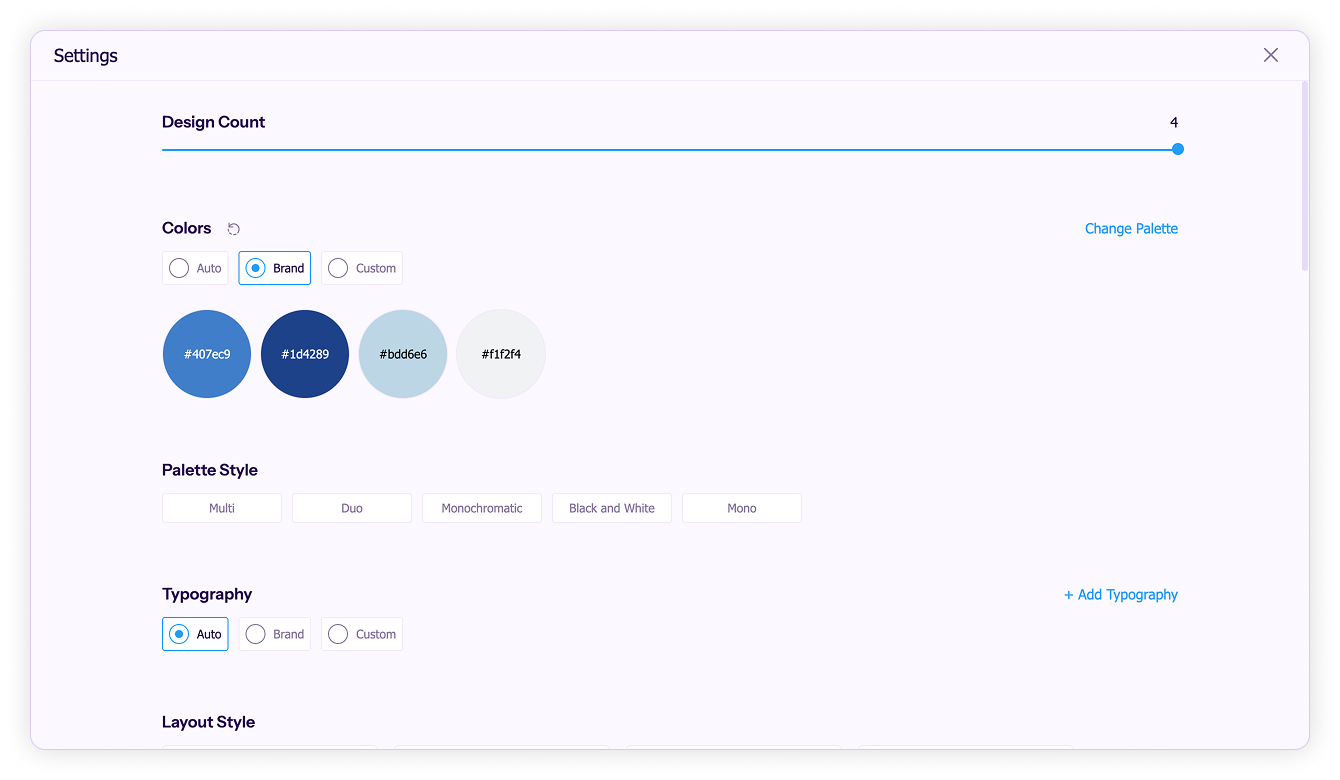 Settings
Design Count
4
Colors
Change Palette
Auto
Brand
Custom
#407ec9
#1d4289
#bdd6e6
#f1f2f4
Palette Style
Multi
Duo
Monochromatic
Black and White
Mono
Typography
+ Add Typography
Auto
Brand
Custom
Layout Style